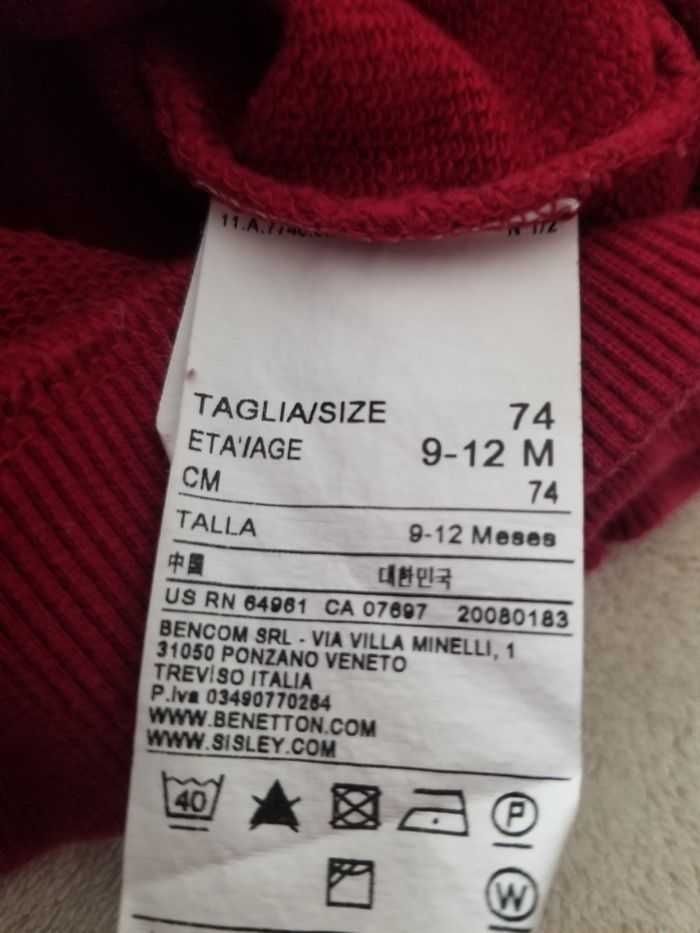 TAGLIA/SIZE 74
ETA'/AGE 9-12 M
CM 74
TALLA 9-12 Meses
中国 대한민국
US RN 64961 CA 07697 20080183
BENCOM SRL - VIA VILLA MINELLI, 1
31050 PONZANO VENETO
TREVISO ITALIA
P.iva 03490770264
WWW.BENETTON.COM
WWW.SISLEY.COM
40 P
W